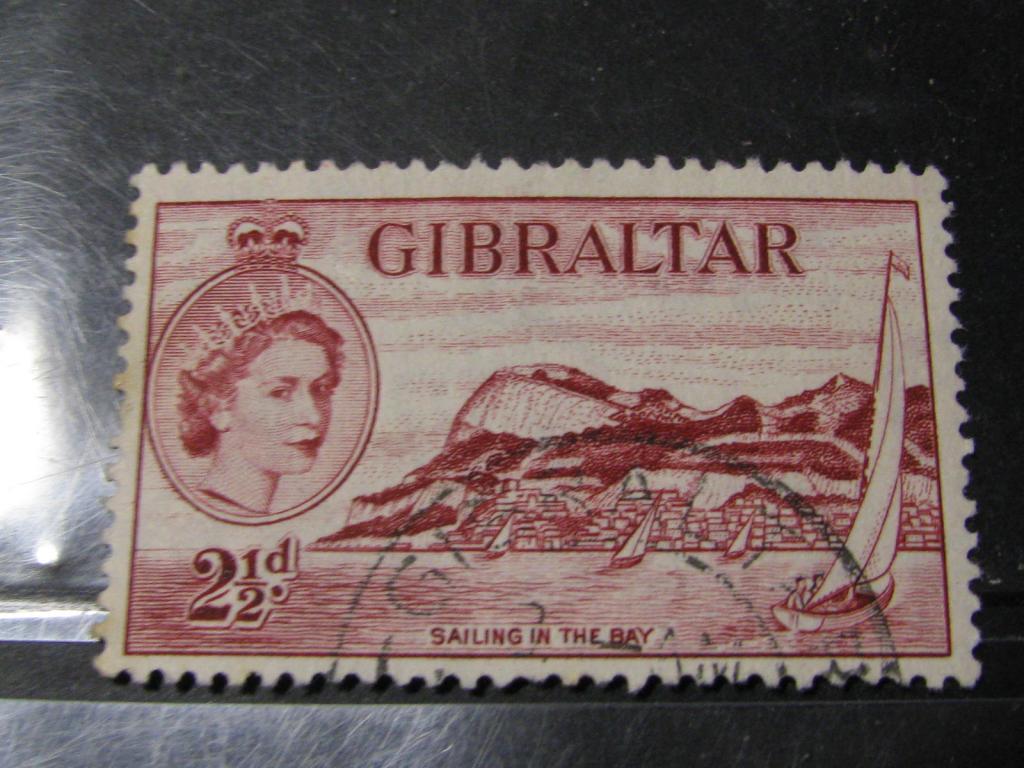 GIBRALTAR
2½d.
SAILING IN THE BAY